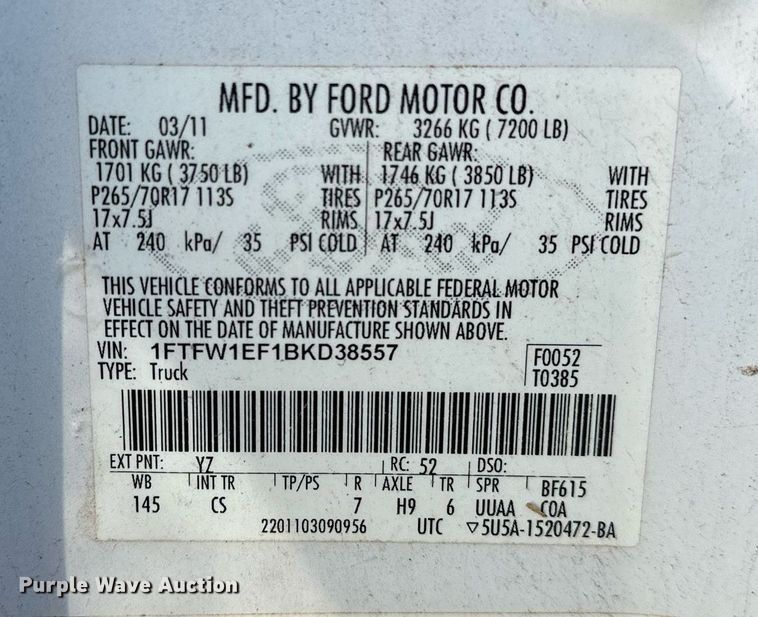 MFD. BY FORD MOTOR CO.
DATE: 03/11 GVWR: 3266 KG ( 7200 LB)
FRONT GAWR: REAR GAWR:
1701 KG ( 3750 LB) WITH 1746 KG ( 3850 LB) WITH
P265/70R17 113S TIRES P265/70R17 113S TIRES
17x7.5J RIMS 17x7.5J RIMS
AT 240 kPa/ 35 PSI COLD AT 240 kPa/ 35 PSI COLD
THIS VEHICLE CONFORMS TO ALL APPLICABLE FEDERAL MOTOR
VEHICLE SAFETY AND THEFT PREVENTION STANDARDS IN
EFFECT ON THE DATE OF MANUFACTURE SHOWN ABOVE.
VIN: 1FTFW1EF1BKD38557 F0052
TYPE: Truck T0385
EXT PNT: YZ RC: 52 DSO:
WB INT TR TP/PS R AXLE TR SPR BF615
145 CS 7 H9 6 UUAA COA
2201103090956 UTC ▽5U5A-1520472-BA
Purple Wave Auction